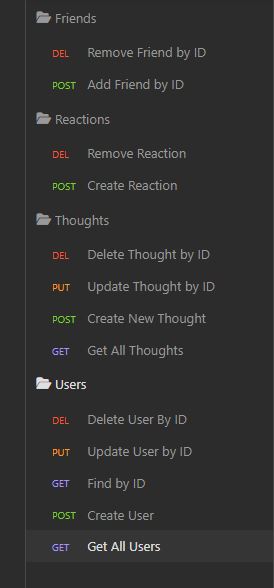 Friends
DEL Remove Friend by ID
POST Add Friend by ID
Reactions
DEL Remove Reaction
POST Create Reaction
Thoughts
DEL Delete Thought by ID
PUT Update Thought by ID
POST Create New Thought
GET Get All Thoughts
Users
DEL Delete User By ID
PUT Update User by ID
GET Find by ID
POST Create User
GET Get All Users